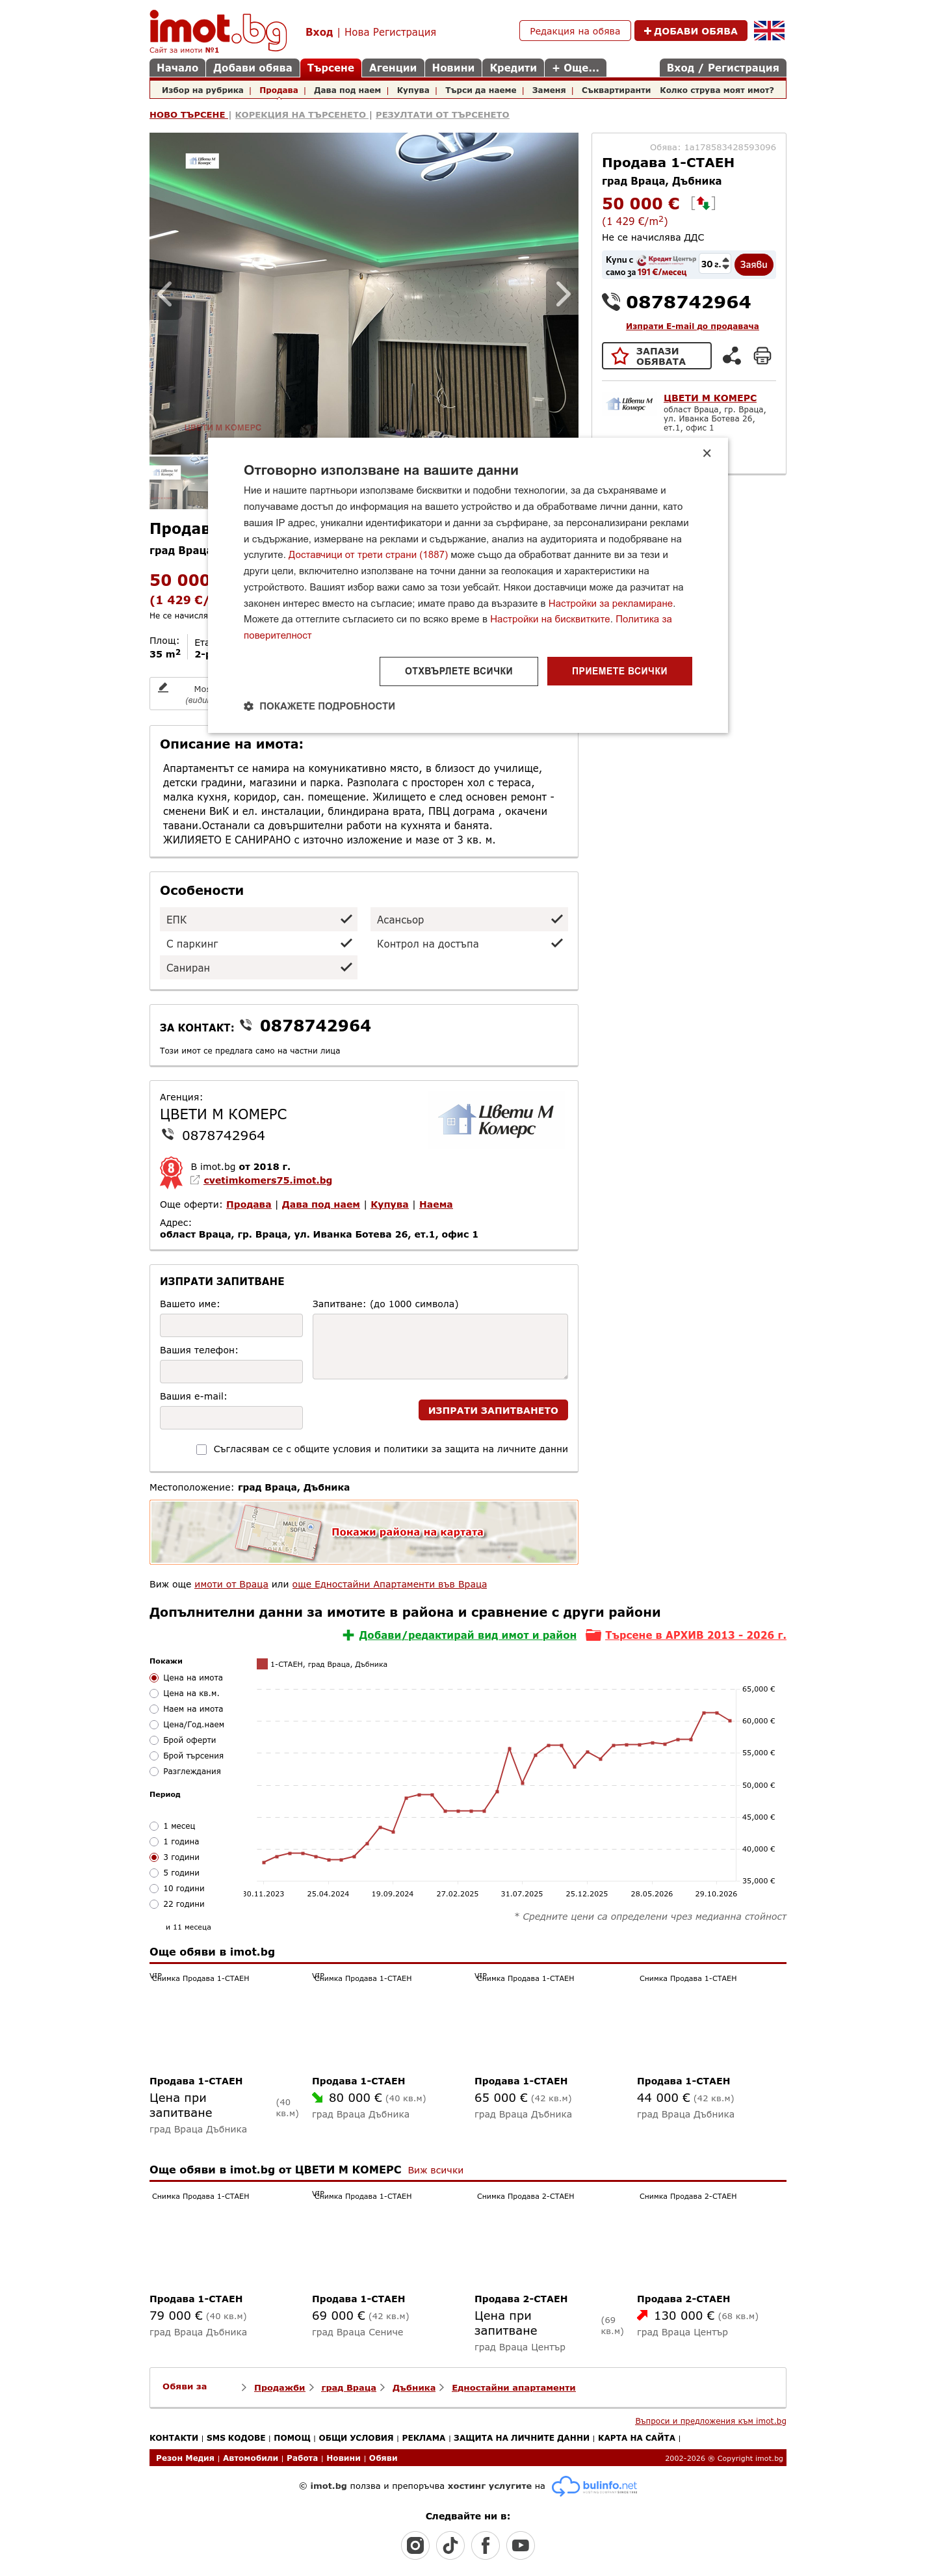 imot.bg
Сайт за имоти №1
Вход | Нова Регистрация
Редакция на обява
+ ДОБАВИ ОБЯВА
Начало
Добави обява
Търсене
Агенции
Новини
Кредити
+ Още...
Вход / Регистрация
Избор на рубрика | Продава | Дава под наем | Купува | Търси да наеме | Заменя | Съквартиранти Колко струва моят имот?
НОВО ТЪРСЕНЕ | КОРЕКЦИЯ НА ТЪРСЕНЕТО | РЕЗУЛТАТИ ОТ ТЪРСЕНЕТО
Цвети М Комерс
ЦВЕТИ М КОМЕРС
Обява: 1a178583428593096
Продава 1-СТАЕН
град Враца, Дъбника
50 000 €
(1 429 €/m2)
Не се начислява ДДС
Купи с Кредит Център
само за 191 €/месец
30 г.
Заяви
0878742964
Изпрати E-mail до продавача
ЗАПАЗИ ОБЯВАТА
Цвети М Комерс
ЦВЕТИ М КОМЕРС
област Враца, гр. Враца,
ул. Иванка Ботева 26,
ет.1, офис 1
×
Отговорно използване на вашите данни
Ние и нашите партньори използваме бисквитки и подобни технологии, за да съхраняваме и
получаваме достъп до информация на вашето устройство и да обработваме лични данни, като
вашия IP адрес, уникални идентификатори и данни за сърфиране, за персонализирани реклами
и съдържание, измерване на реклами и съдържание, анализ на аудиторията и подобряване на
услугите. Доставчици от трети страни (1887) може също да обработват данните ви за тези и
други цели, включително използване на точни данни за геолокация и характеристики на
устройството. Вашият избор важи само за този уебсайт. Някои доставчици може да разчитат на
законен интерес вместо на съгласие; имате право да възразите в Настройки за рекламиране.
Можете да оттеглите съгласието си по всяко време в Настройки на бисквитките. Политика за
поверителност
ОТХВЪРЛЕТЕ ВСИЧКИ
ПРИЕМЕТЕ ВСИЧКИ
ПОКАЖЕТЕ ПОДРОБНОСТИ
Продав
град Враца
50 000
(1 429 €/
Не се начисля
Площ:
35 m2
Ета
2-р
Моя
(види
Описание на имота:
Апартаментът се намира на комуникативно място, в близост до училище,
детски градини, магазини и парка. Разполага с просторен хол с тераса,
малка кухня, коридор, сан. помещение. Жилището е след основен ремонт -
сменени ВиК и ел. инсталации, блиндирана врата, ПВЦ дограма , окачени
тавани.Останали са довършителни работи на кухнята и банята.
ЖИЛИЯЕТО Е САНИРАНО с източно изложение и мазе от 3 кв. м.
Особености
ЕПК
Асансьор
С паркинг
Контрол на достъпа
Саниран
ЗА КОНТАКТ: 0878742964
Този имот се предлага само на частни лица
Агенция:
ЦВЕТИ М КОМЕРС
0878742964
Цвети М Комерс
8
В imot.bg от 2018 г.
cvetimkomers75.imot.bg
Още оферти: Продава | Дава под наем | Купува | Наема
Адрес:
област Враца, гр. Враца, ул. Иванка Ботева 26, ет.1, офис 1
ИЗПРАТИ ЗАПИТВАНЕ
Вашето име:
Запитване: (до 1000 символа)
Вашия телефон:
Вашия e-mail:
ИЗПРАТИ ЗАПИТВАНЕТО
Съгласявам се с общите условия и политики за защита на личните данни
Местоположение: град Враца, Дъбника
MALL OF SOFIA
Покажи района на картата
Виж още имоти от Враца или още Едностайни Апартаменти във Враца
Допълнителни данни за имотите в района и сравнение с други райони
Добави/редактирай вид имот и район
Търсене в АРХИВ 2013 - 2026 г.
Покажи
Цена на имота
Цена на кв.м.
Наем на имота
Цена/Год.наем
Брой оферти
Брой търсения
Разглеждания
Период
1 месец
1 година
3 години
5 години
10 години
22 години
и 11 месеца
1-СТАЕН, град Враца, Дъбника
65,000 €
60,000 €
55,000 €
50,000 €
45,000 €
40,000 €
35,000 €
30.11.2023 25.04.2024 19.09.2024 27.02.2025 31.07.2025 25.12.2025 28.05.2026 29.10.2026
* Средните цени са определени чрез медианна стойност
Още обяви в imot.bg
VIP Снимка Продава 1-СТАЕН
VIP Снимка Продава 1-СТАЕН
VIP Снимка Продава 1-СТАЕН
Снимка Продава 1-СТАЕН
Продава 1-СТАЕН
Цена при запитване (40 кв.м)
град Враца Дъбника
Продава 1-СТАЕН
80 000 € (40 кв.м)
град Враца Дъбника
Продава 1-СТАЕН
65 000 € (42 кв.м)
град Враца Дъбника
Продава 1-СТАЕН
44 000 € (42 кв.м)
град Враца Дъбника
Още обяви в imot.bg от ЦВЕТИ М КОМЕРС Виж всички
Снимка Продава 1-СТАЕН
VIP Снимка Продава 1-СТАЕН
Снимка Продава 2-СТАЕН
Снимка Продава 2-СТАЕН
Продава 1-СТАЕН
79 000 € (40 кв.м)
град Враца Дъбника
Продава 1-СТАЕН
69 000 € (42 кв.м)
град Враца Сениче
Продава 2-СТАЕН
Цена при запитване (69 кв.м)
град Враца Център
Продава 2-СТАЕН
130 000 € (68 кв.м)
град Враца Център
Обяви за
Продажби
град Враца
Дъбника
Едностайни апартаменти
Въпроси и предложения към imot.bg
КОНТАКТИ | SMS КОДОВЕ | ПОМОЩ | ОБЩИ УСЛОВИЯ | РЕКЛАМА | ЗАЩИТА НА ЛИЧНИТЕ ДАННИ | КАРТА НА САЙТА |
Резон Медия | Автомобили | Работа | Новини | Обяви
2002-2026 ® Copyright imot.bg
© imot.bg ползва и препоръчва хостинг услугите на bulinfo.net
Следвайте ни в: